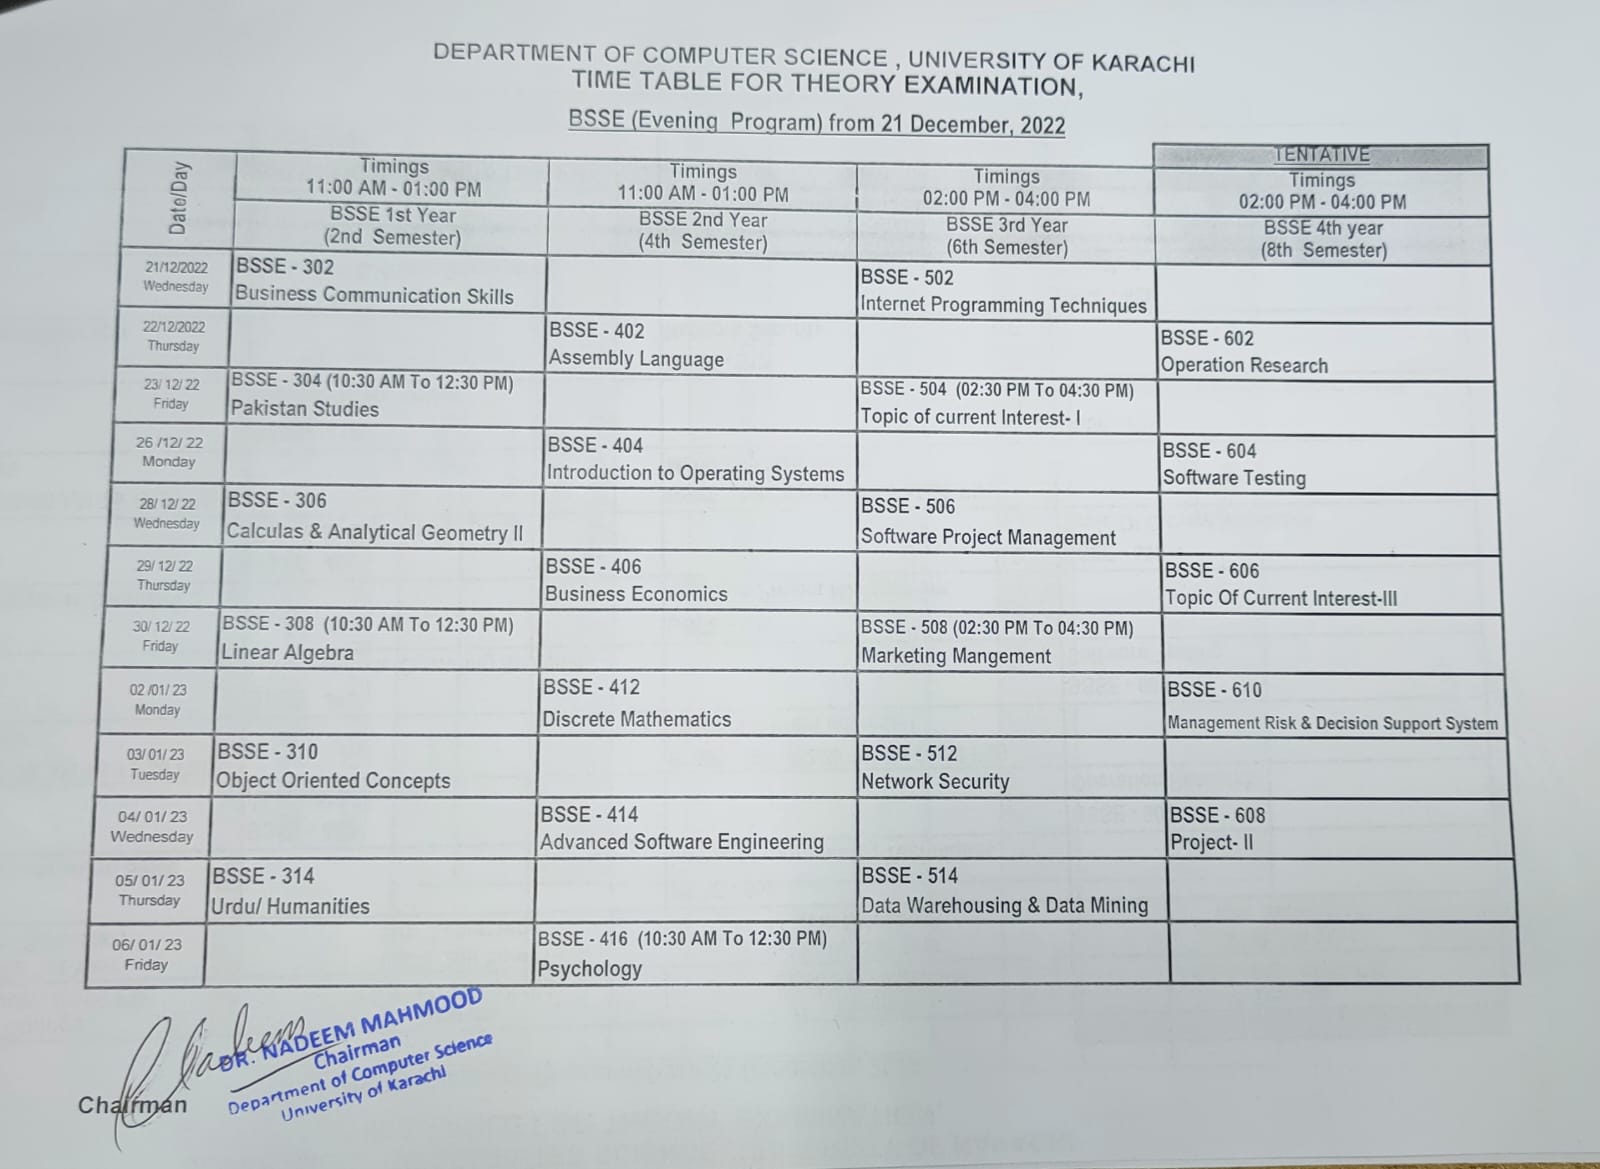 DEPARTMENT OF COMPUTER SCIENCE , UNIVERSITY OF KARACHI
TIME TABLE FOR THEORY EXAMINATION,
BSSE (Evening Program) from 21 December, 2022
TENTATIVE
Date/Day
Timings
11:00 AM - 01:00 PM
Timings
11:00 AM - 01:00 PM
Timings
02:00 PM - 04:00 PM
Timings
02:00 PM - 04:00 PM
BSSE 1st Year
(2nd Semester)
BSSE 2nd Year
(4th Semester)
BSSE 3rd Year
(6th Semester)
BSSE 4th year
(8th Semester)
21/12/2022
Wednesday
BSSE - 302
Business Communication Skills
BSSE - 502
Internet Programming Techniques
22/12/2022
Thursday
BSSE - 402
Assembly Language
BSSE - 602
Operation Research
23/ 12/ 22
Friday
BSSE - 304 (10:30 AM To 12:30 PM)
Pakistan Studies
BSSE - 504 (02:30 PM To 04:30 PM)
Topic of current Interest- I
26 /12/ 22
Monday
BSSE - 404
Introduction to Operating Systems
BSSE - 604
Software Testing
28/ 12/ 22
Wednesday
BSSE - 306
Calculas & Analytical Geometry II
BSSE - 506
Software Project Management
29/ 12/ 22
Thursday
BSSE - 406
Business Economics
BSSE - 606
Topic Of Current Interest-III
30/ 12/ 22
Friday
BSSE - 308 (10:30 AM To 12:30 PM)
Linear Algebra
BSSE - 508 (02:30 PM To 04:30 PM)
Marketing Mangement
02 /01/ 23
Monday
BSSE - 412
Discrete Mathematics
BSSE - 610
Management Risk & Decision Support System
03/ 01/ 23
Tuesday
BSSE - 310
Object Oriented Concepts
BSSE - 512
Network Security
04/ 01/ 23
Wednesday
BSSE - 414
Advanced Software Engineering
BSSE - 608
Project- II
05/ 01/ 23
Thursday
BSSE - 314
Urdu/ Humanities
BSSE - 514
Data Warehousing & Data Mining
06/ 01/ 23
Friday
BSSE - 416 (10:30 AM To 12:30 PM)
Psychology
DR. NADEEM MAHMOOD
Chairman
Department of Computer Science
University of Karachi
Chairman